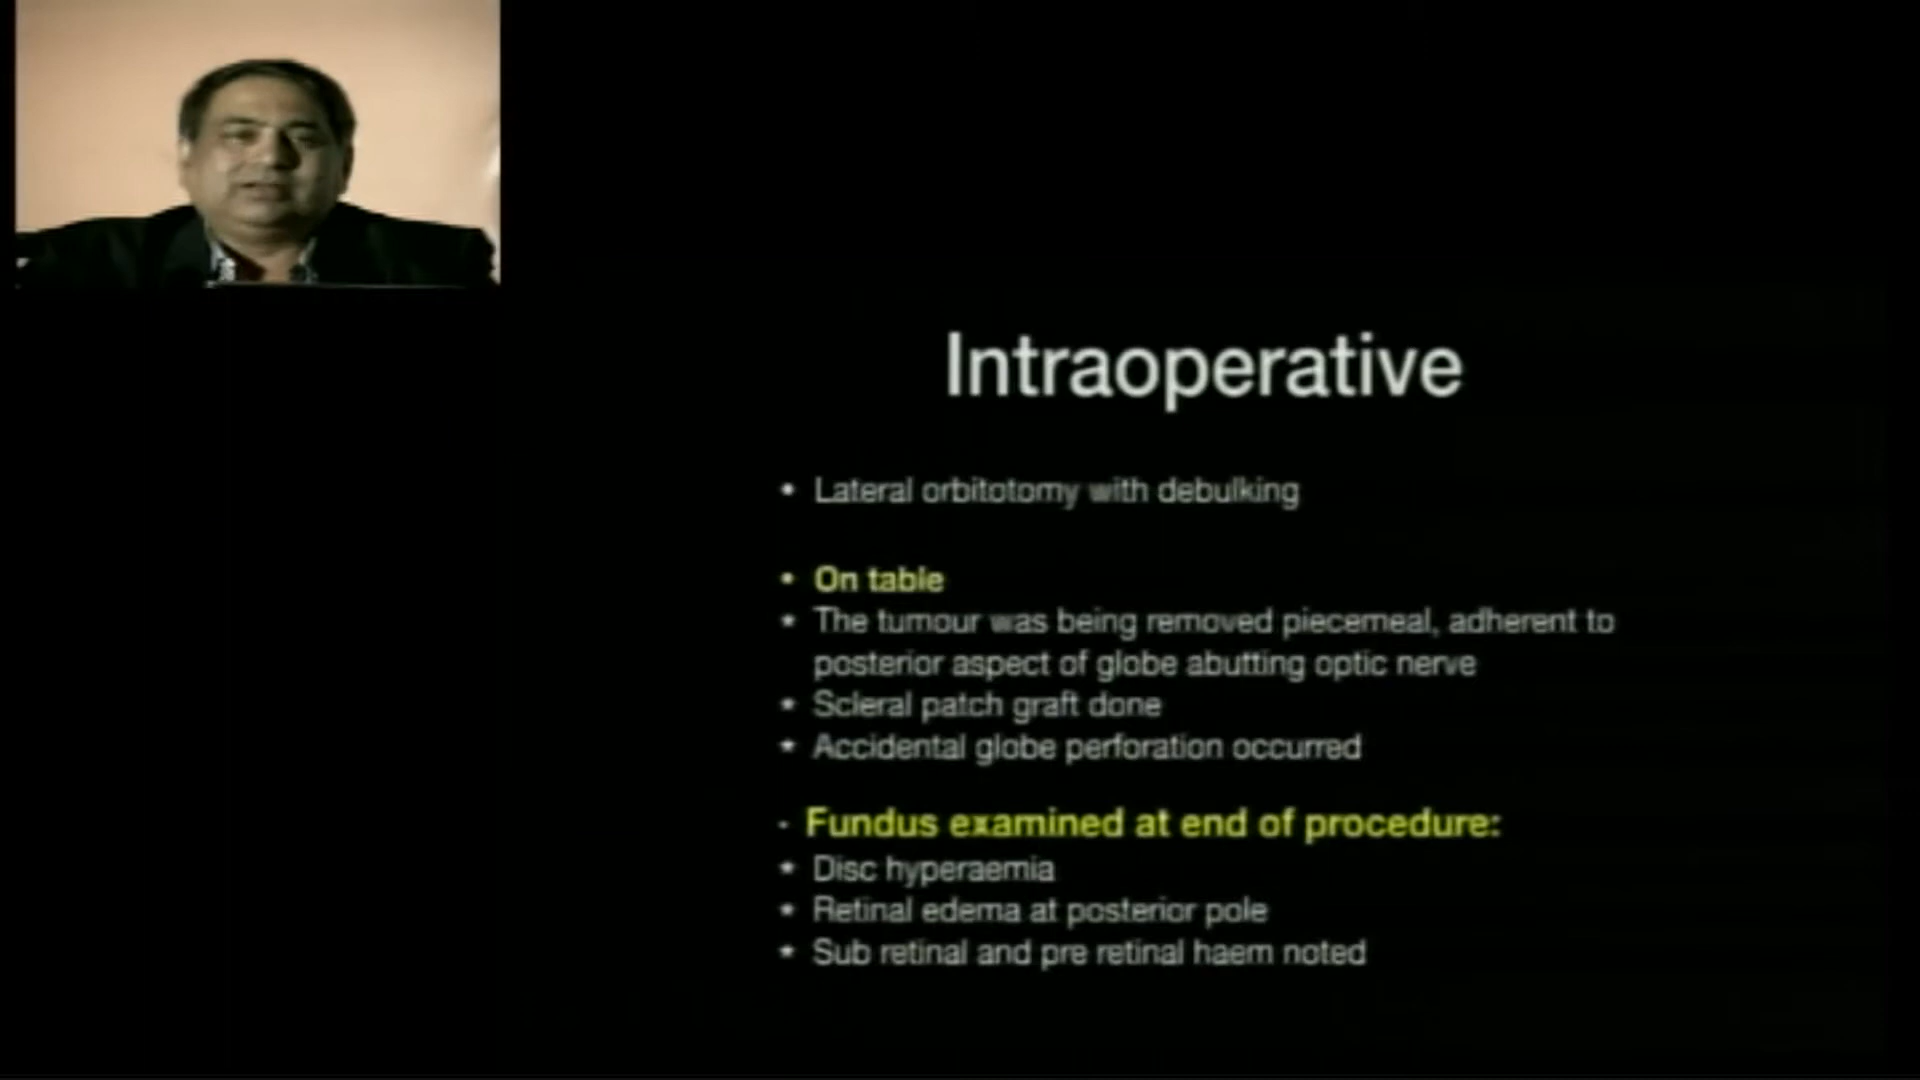 Intraoperative
• Lateral orbitotomy with debulking
• On table
* The tumour was being removed piecemeal, adherent to
posterior aspect of globe abutting optic nerve
* Scleral patch graft done
* Accidental globe perforation occurred
- Fundus examined at end of procedure:
* Disc hyperaemia
* Retinal edema at posterior pole
* Sub retinal and pre retinal haem noted